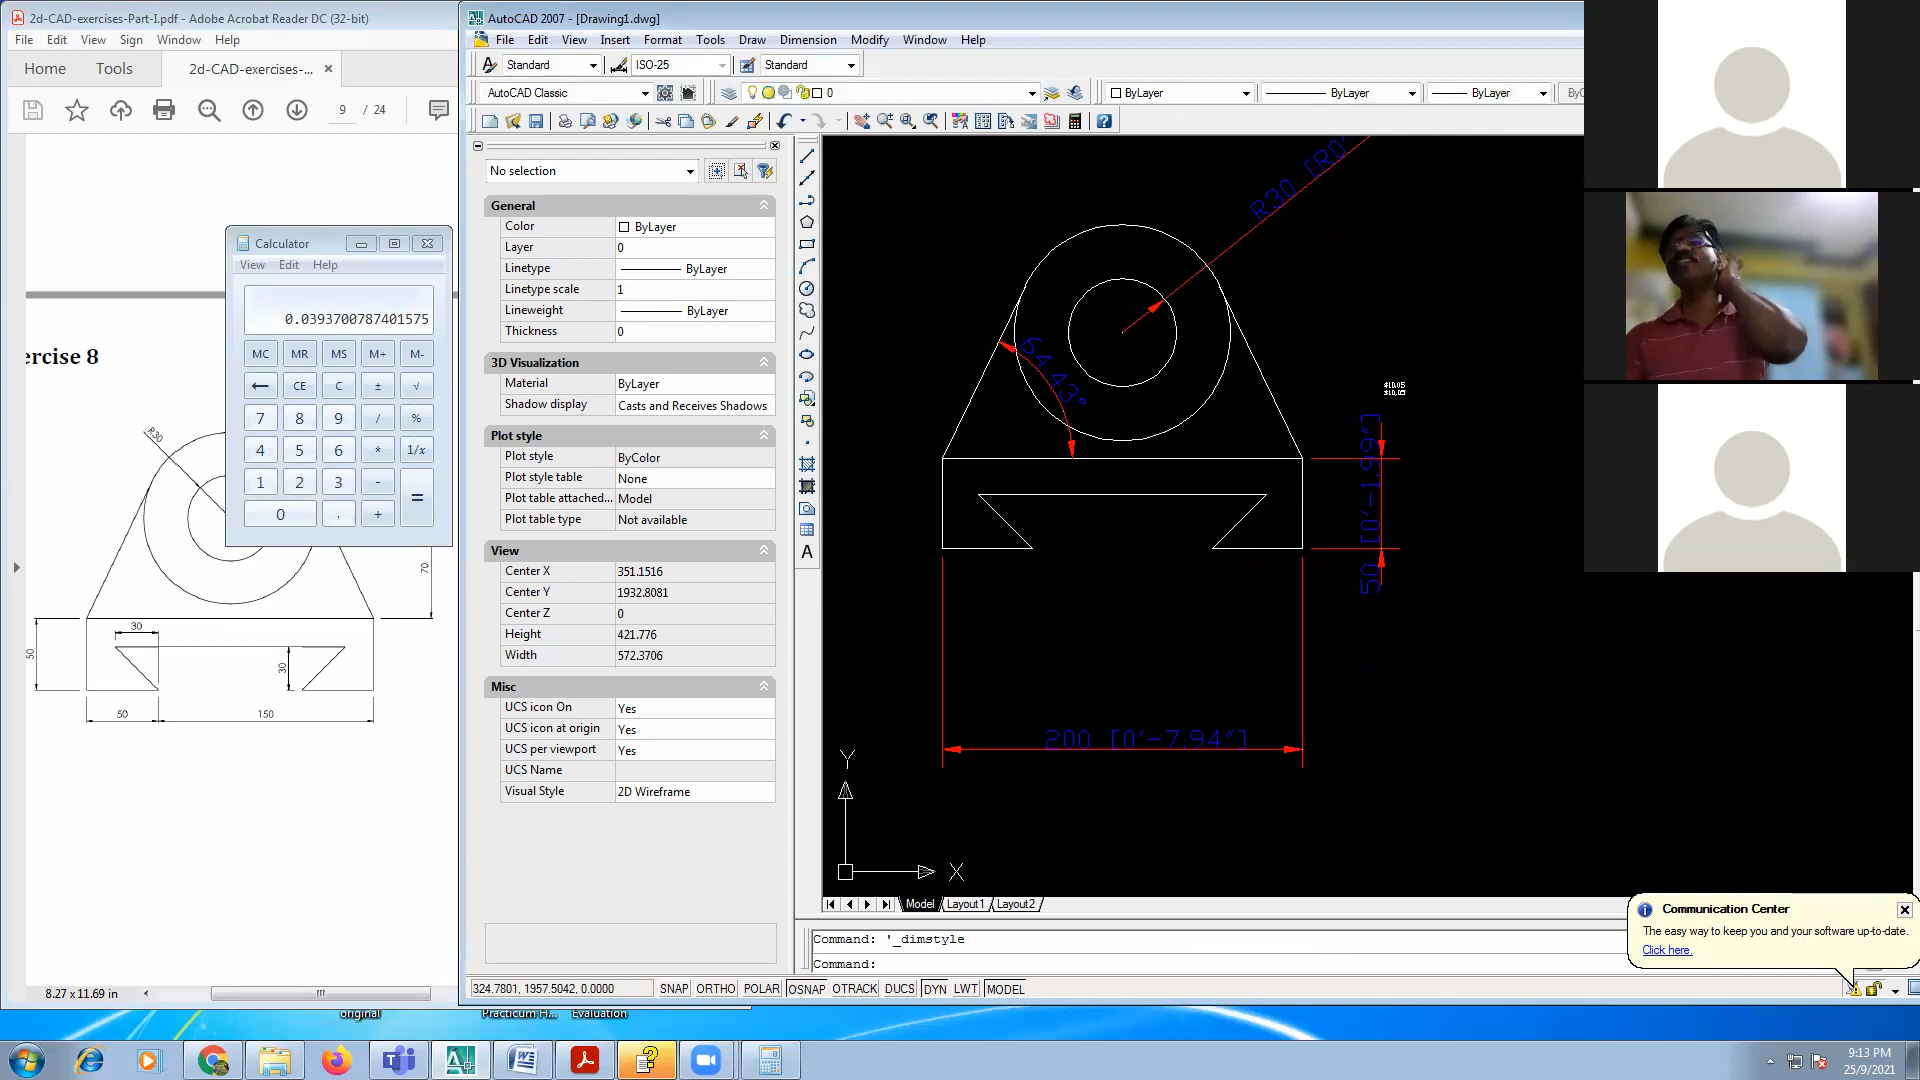 2d-CAD-exercises-Part-I.pdf - Adobe Acrobat Reader DC (32-bit)
File Edit View Sign Window Help
Home Tools 2d-CAD-exercises-... ×
9 / 24
ercise 8
Calculator
View Edit Help
0.0393700787401575
MC MR MS M+ M-
← CE C ± √
7 8 9 / %
4 5 6 * 1/x
1 2 3 - =
0 . +
R30
70
30
50
30
50 150
8.27 x 11.69 in
AutoCAD 2007 - [Drawing1.dwg]
File Edit View Insert Format Tools Draw Dimension Modify Window Help
Standard ISO-25 Standard
AutoCAD Classic 0 ByLayer ByLayer ByLayer ByC
No selection
General
Color ByLayer
Layer 0
Linetype ByLayer
Linetype scale 1
Lineweight ByLayer
Thickness 0
3D Visualization
Material ByLayer
Shadow display Casts and Receives Shadows
Plot style
Plot style ByColor
Plot style table None
Plot table attached... Model
Plot table type Not available
View
Center X 351.1516
Center Y 1932.8081
Center Z 0
Height 421.776
Width 572.3706
Misc
UCS icon On Yes
UCS icon at origin Yes
UCS per viewport Yes
UCS Name
Visual Style 2D Wireframe
A
R30 [R0'
64.43°
50 [0'-1.99"]
200 [0'-7.94"]
Y
X
Model Layout1 Layout2
Command: '_dimstyle
Command:
324.7801, 1957.5042, 0.0000 SNAP ORTHO POLAR OSNAP OTRACK DUCS DYN LWT MODEL
Communication Center
The easy way to keep you and your software up-to-date.
Click here.
original Practicum H... Evaluation
9:13 PM
25/9/2021